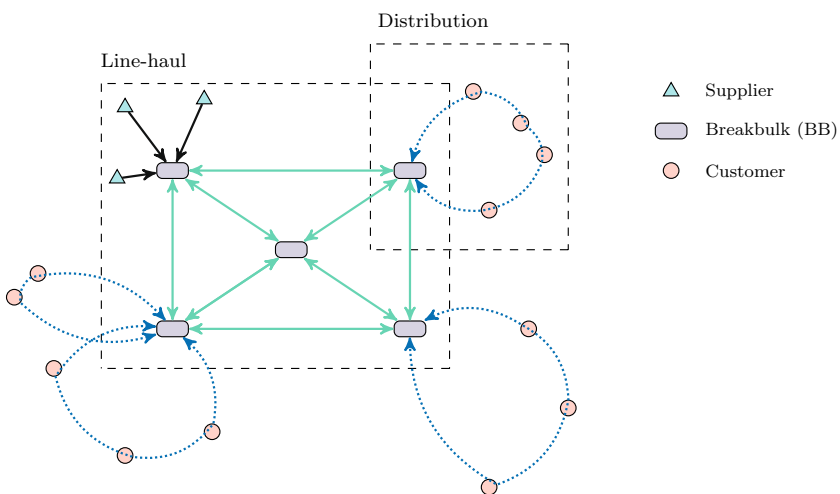 Distribution
Line-haul
Supplier
Breakbulk (BB)
Customer